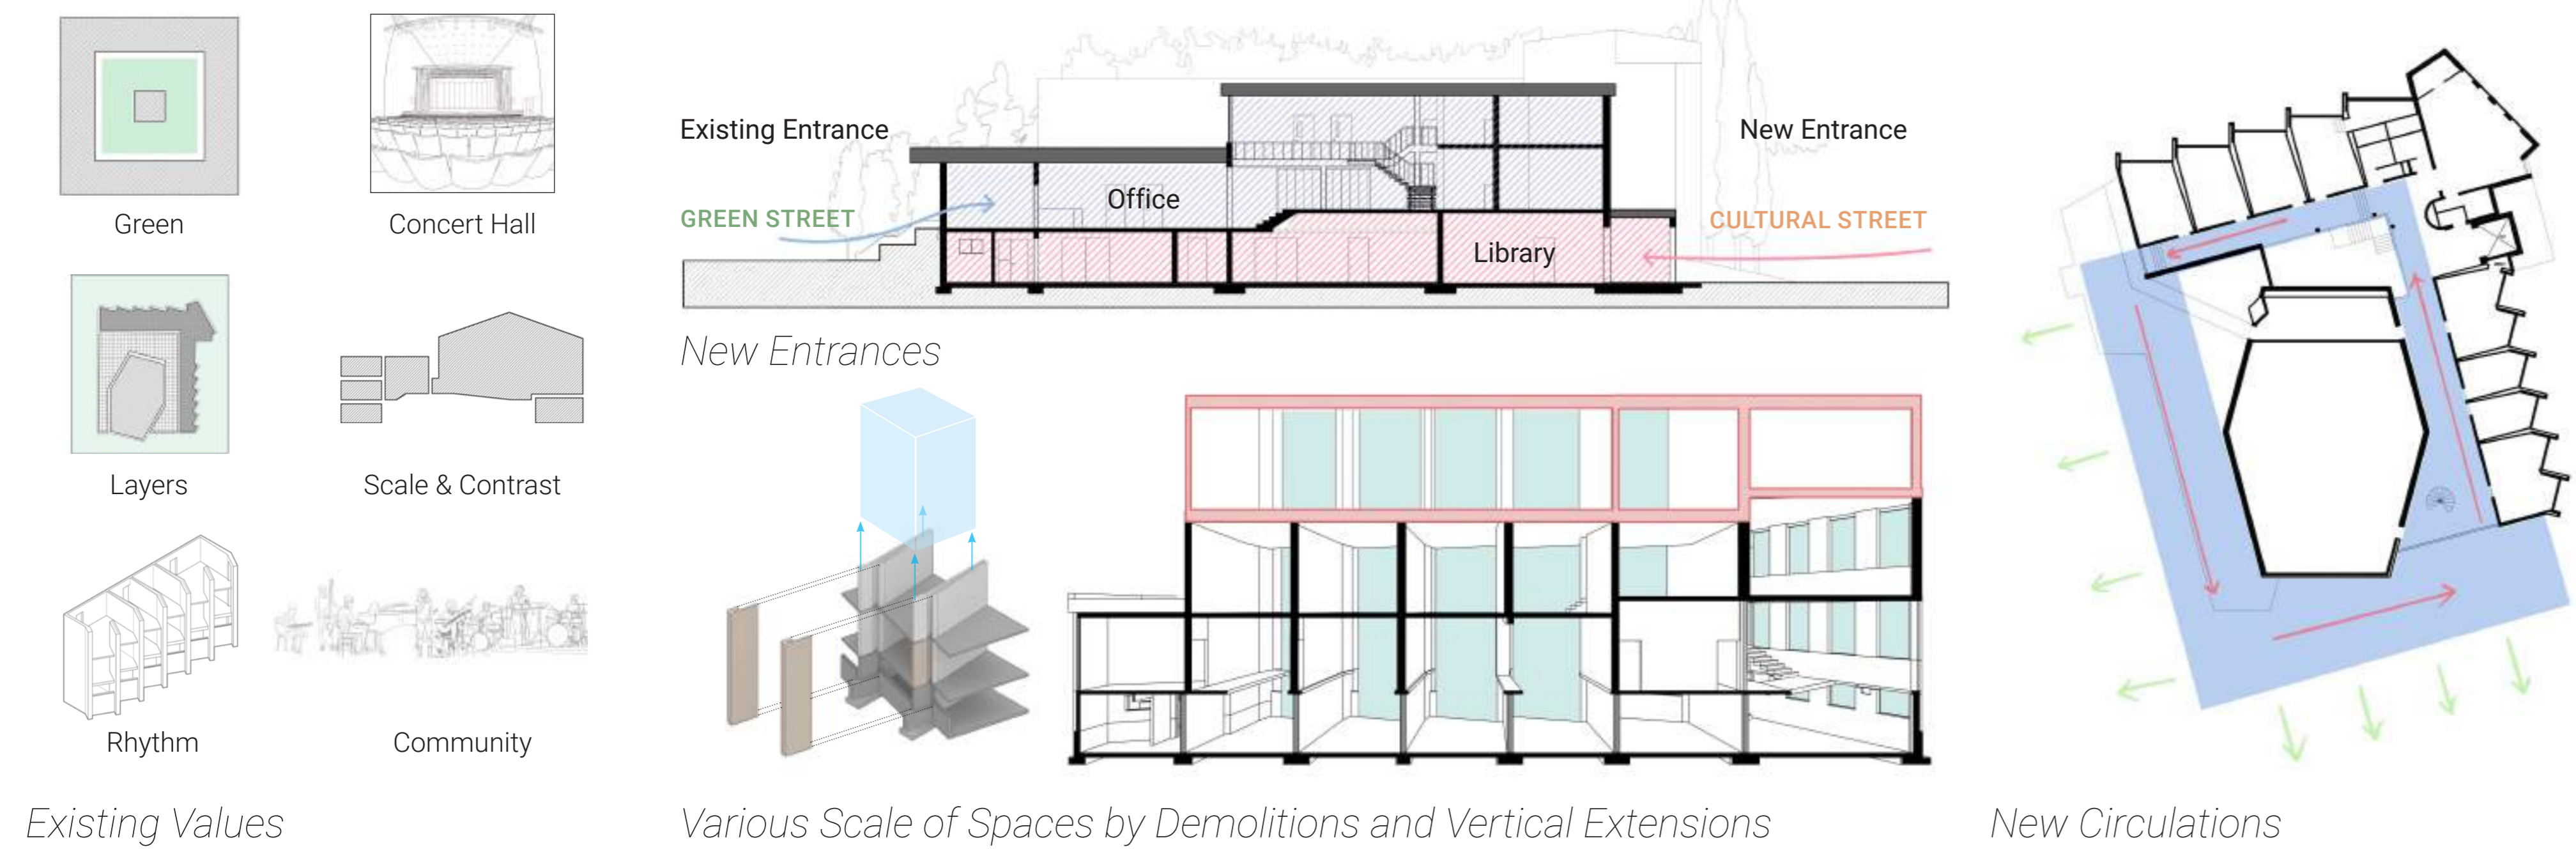 Green
Concert Hall
Layers
Scale & Contrast
Rhythm
Community
Existing Values
Existing Entrance
New Entrance
Office
GREEN STREET
CULTURAL STREET
Library
New Entrances
Various Scale of Spaces by Demolitions and Vertical Extensions
New Circulations